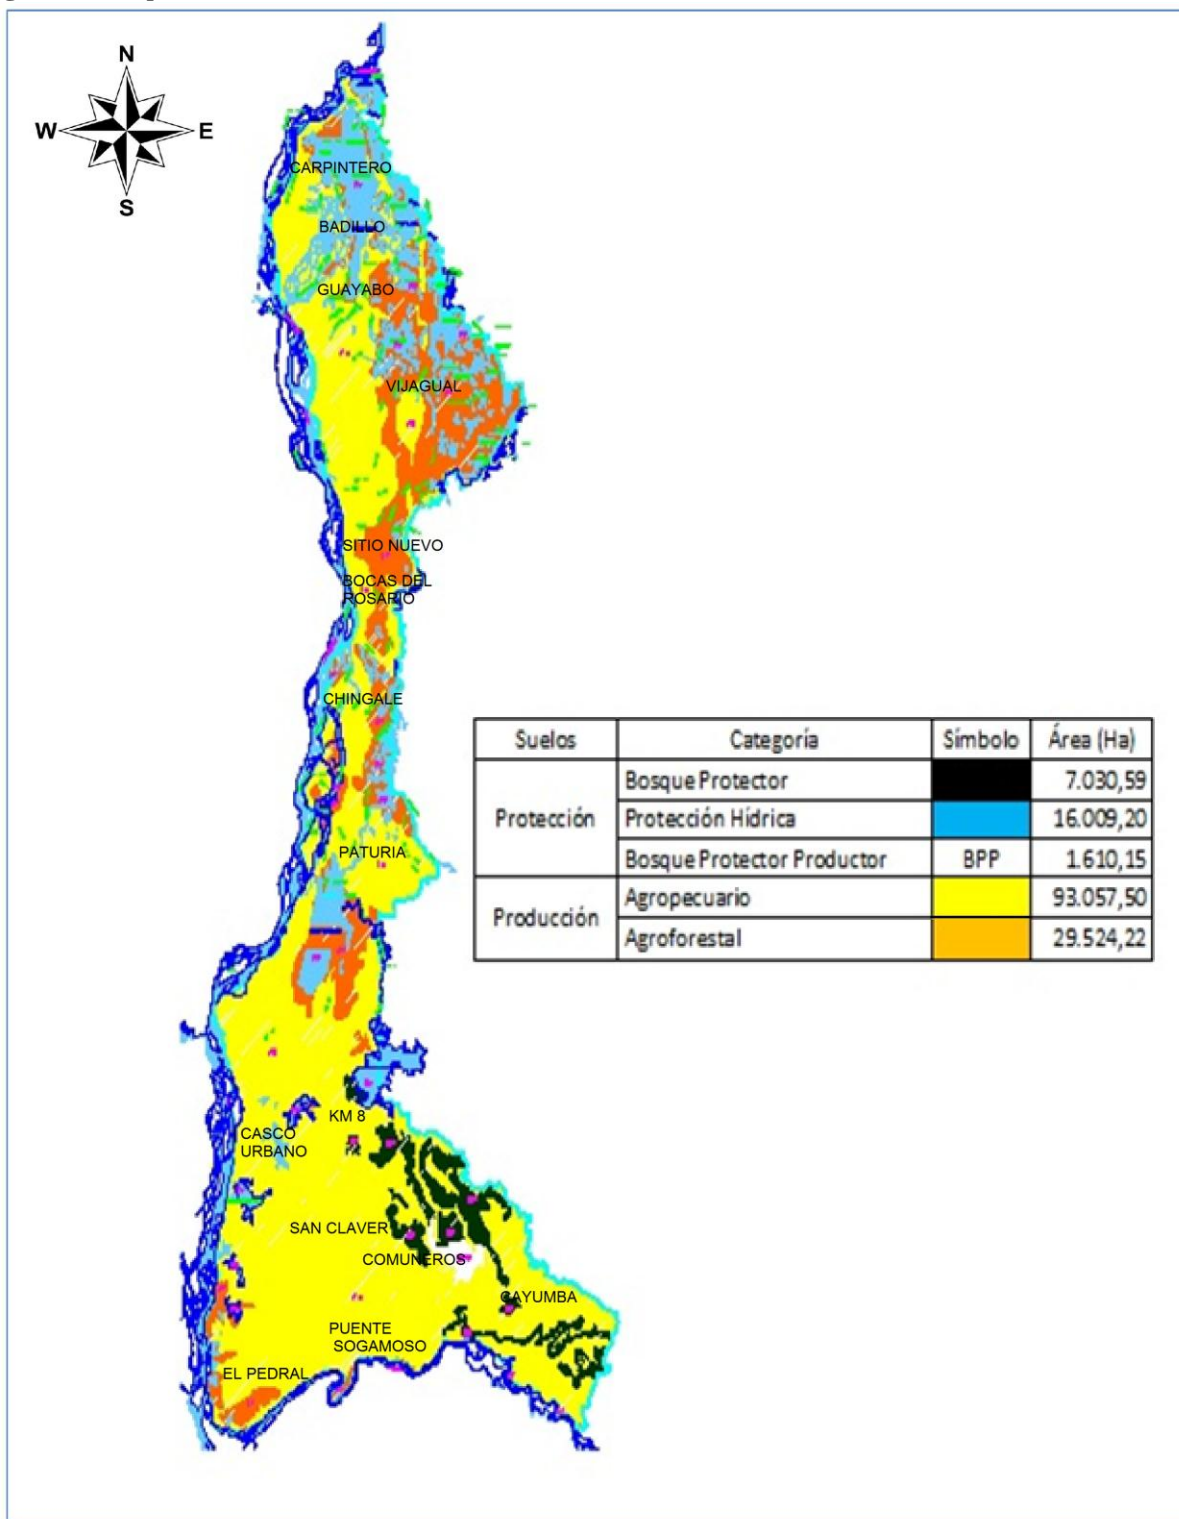 N
W E
S
CARPINTERO
BADILLO
GUAYABO
VIJAGUAL
SITIO NUEVO
BOCAS DEL
ROSARIO
CHINGALE
PATURIA
KM 8
CASCO
URBANO
SAN CLAVER
COMUNEROS
CAYUMBA
PUENTE
SOGAMOSO
EL PEDRAL
Suelos Categoría Símbolo Área (Ha)
Protección
Bosque Protector 7.030,59
Protección Hídrica 16.009,20
Bosque Protector Productor BPP 1.610,15
Producción
Agropecuario 93.057,50
Agroforestal 29.524,22